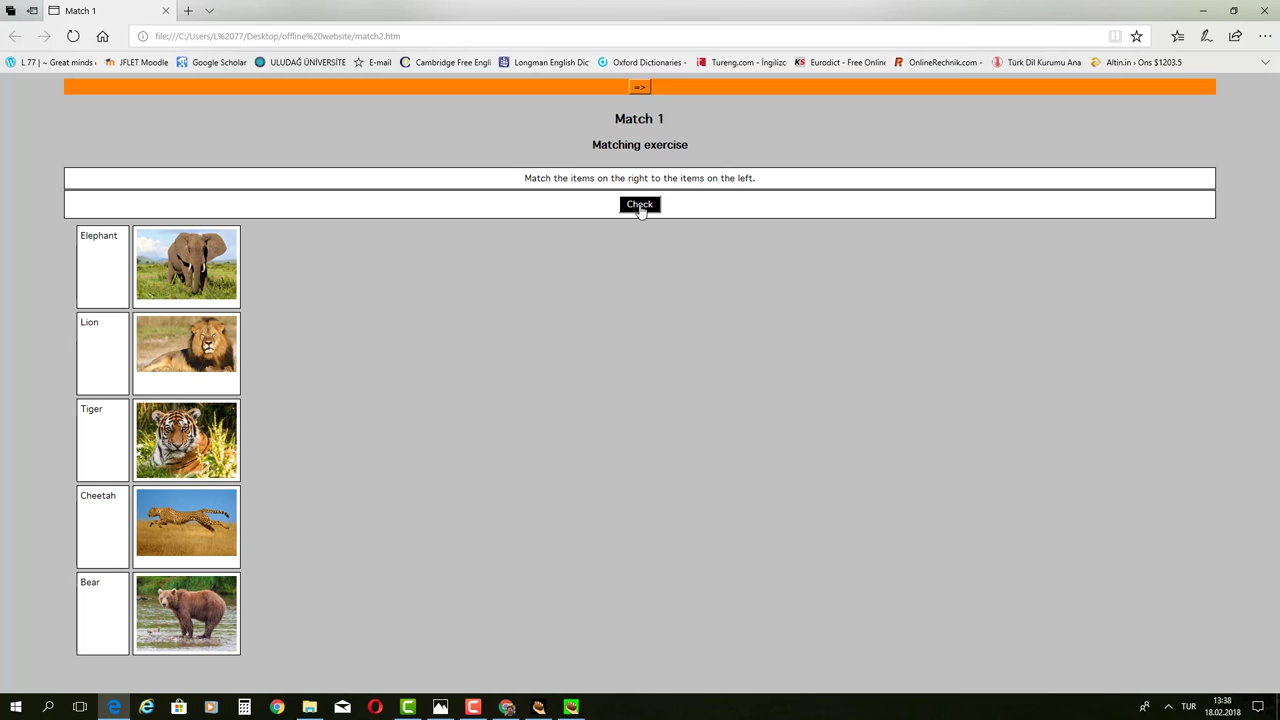 Match 1
file:///C:/Users/L%2077/Desktop/offline%20website/match2.htm
L 77 | ~ Great minds
JFLET Moodle
Google Scholar
ULUDAĞ ÜNİVERSİTE
E-mail
Cambridge Free Engli
Longman English Dic
Oxford Dictionaries -
Tureng.com - İngilizc
Eurodict - Free Online
OnlineRechnik.com -
Türk Dil Kurumu Ana
Altin.in › Ons $1203.5
=>
Match 1
Matching exercise
Match the items on the right to the items on the left.
Check
Elephant
Lion
Tiger
Cheetah
Bear
TUR
13:38
18.02.2018